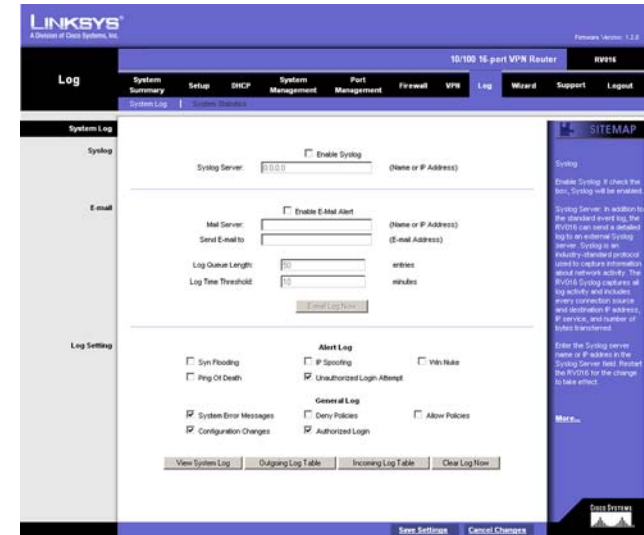 LINKSYS®
A Division of Cisco Systems, Inc.
Firmware Version: 1.2.0
10/100 16-port VPN Router
RV016
Log
System Summary
Setup
DHCP
System Management
Port Management
Firewall
VPN
Log
Wizard
Support
Logout
System Log
System Statistics
System Log
SITEMAP
Syslog
Enable Syslog
Syslog Server:
0.0.0.0
(Name or IP Address)
E-mail
Enable E-Mail Alert
Mail Server:
(Name or IP Address)
Send E-mail to
(E-mail Address)
Log Queue Length:
50
entries
Log Time Threshold:
10
minutes
E-mail Log Now
Log Setting
Alert Log
Syn Flooding
IP Spoofing
Win Nuke
Ping Of Death
Unauthorized Login Attempt
General Log
System Error Messages
Deny Policies
Allow Policies
Configuration Changes
Authorized Login
View System Log
Outgoing Log Table
Incoming Log Table
Clear Log Now
Syslog
Enable Syslog: If check the
box, Syslog will be enabled.
Syslog Server: In addition to
the standard event log, the
RV016 can send a detailed
log to an external Syslog
server. Syslog is an
industry-standard protocol
used to capture information
about network activity. The
RV016 Syslog captures all
log activity and includes
every connection source
and destination IP address,
IP service, and number of
bytes transferred.
Enter the Syslog server
name or IP addres in the
Syslog Server field. Restart
the RV016 for the change
to take effect.
More...
Save Settings
Cancel Changes
CISCO SYSTEMS